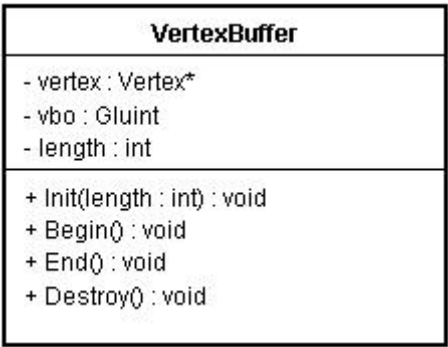 VertexBuffer
- vertex : Vertex*
- vbo : Gluint
- length : int
+ Init(length : int) : void
+ Begin() : void
+ End() : void
+ Destroy() : void